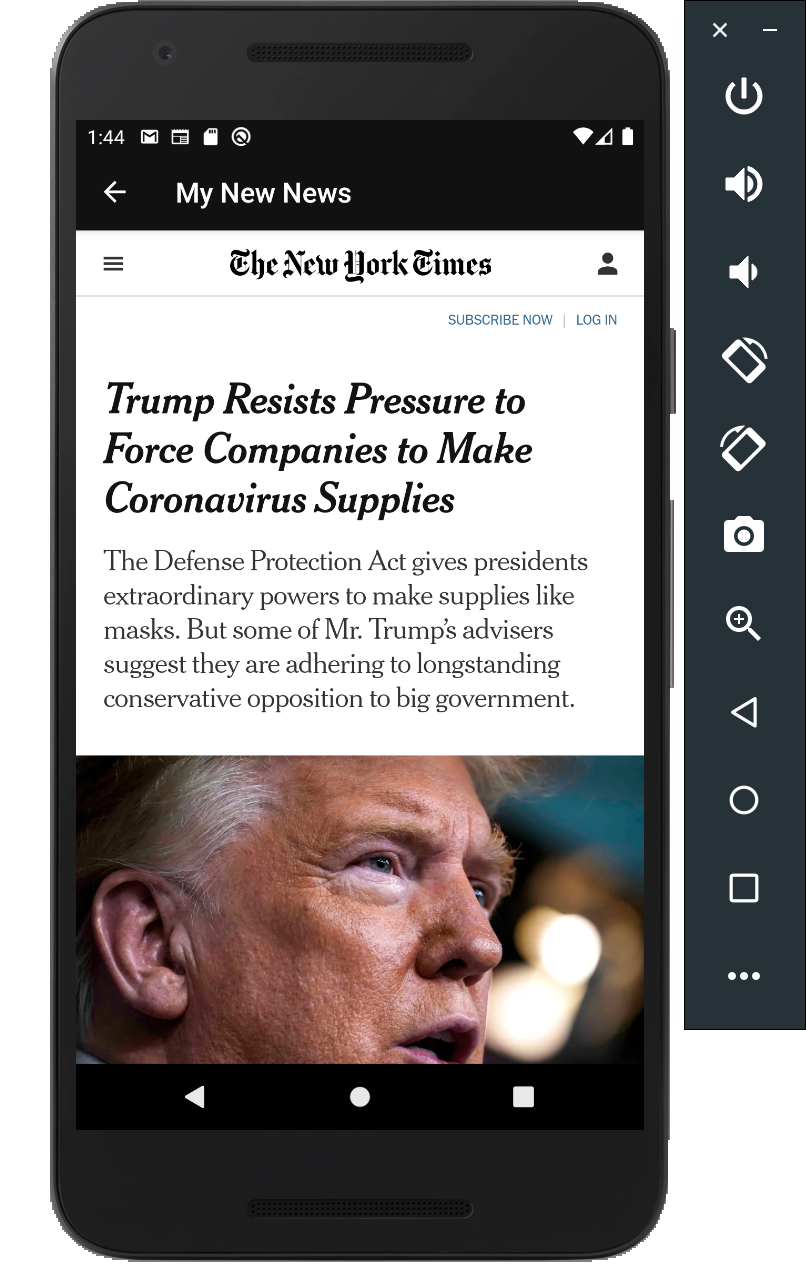 1:44
My New News
The New York Times
SUBSCRIBE NOW | LOG IN
Trump Resists Pressure to
Force Companies to Make
Coronavirus Supplies
The Defense Protection Act gives presidents
extraordinary powers to make supplies like
masks. But some of Mr. Trump’s advisers
suggest they are adhering to longstanding
conservative opposition to big government.